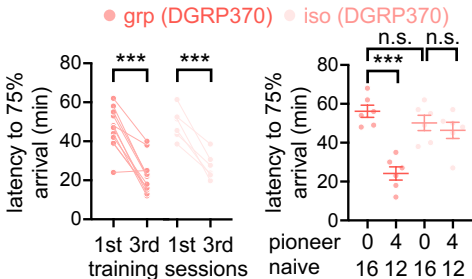 grp (DGRP370) iso (DGRP370)
n.s. n.s.
*** *** ***
latency to 75% arrival (min)
80
60
40
20
0
1st 3rd 1st 3rd
training sessions
latency to 75% arrival (min)
80
60
40
20
0
pioneer 0 4 0 4
naive 16 12 16 12